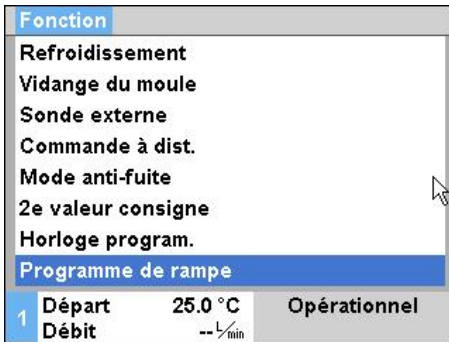 Fonction
Refroidissement
Vidange du moule
Sonde externe
Commande à dist.
Mode anti-fuite
2e valeur consigne
Horloge program.
Programme de rampe
1 Départ 25.0 °C Opérationnel
Débit -- L/min